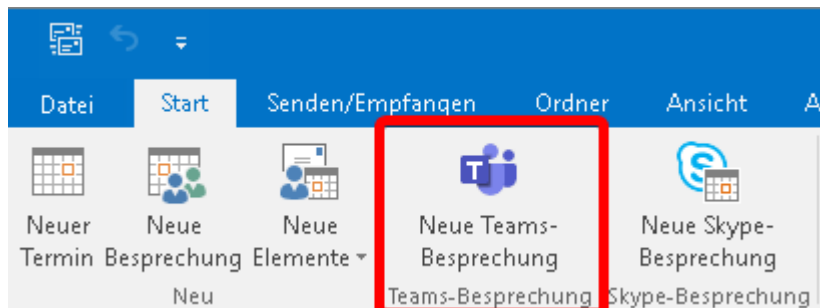 Datei Start Senden/Empfangen Ordner Ansicht
Neuer Termin
Neue Besprechung
Neue Elemente
Neue Teams-Besprechung
Neue Skype-Besprechung
Neu Teams-Besprechung Skype-Besprechung